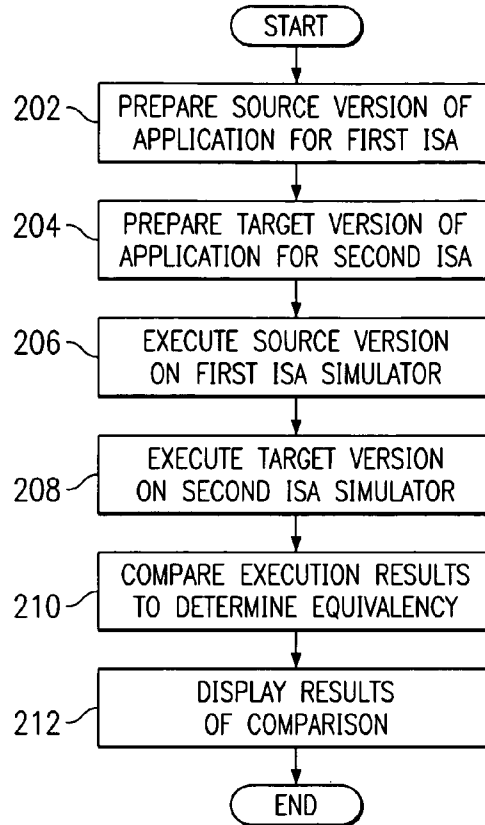 START
202
PREPARE SOURCE VERSION OF
APPLICATION FOR FIRST ISA
204
PREPARE TARGET VERSION OF
APPLICATION FOR SECOND ISA
206
EXECUTE SOURCE VERSION
ON FIRST ISA SIMULATOR
208
EXECUTE TARGET VERSION
ON SECOND ISA SIMULATOR
210
COMPARE EXECUTION RESULTS
TO DETERMINE EQUIVALENCY
212
DISPLAY RESULTS
OF COMPARISON
END